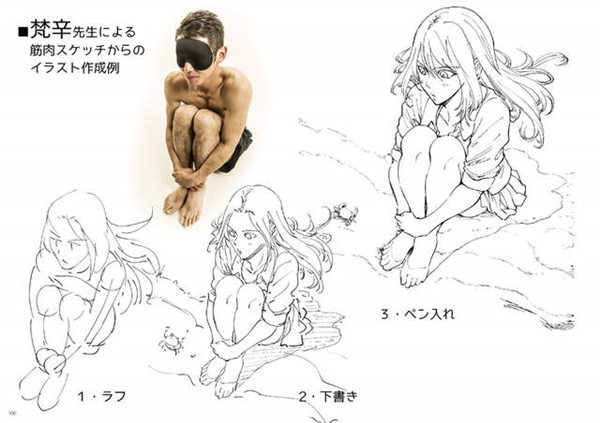 ■梵辛先生による
筋肉スケッチからの
イラスト作成例
3・ペン入れ
1・ラフ
2・下書き
100